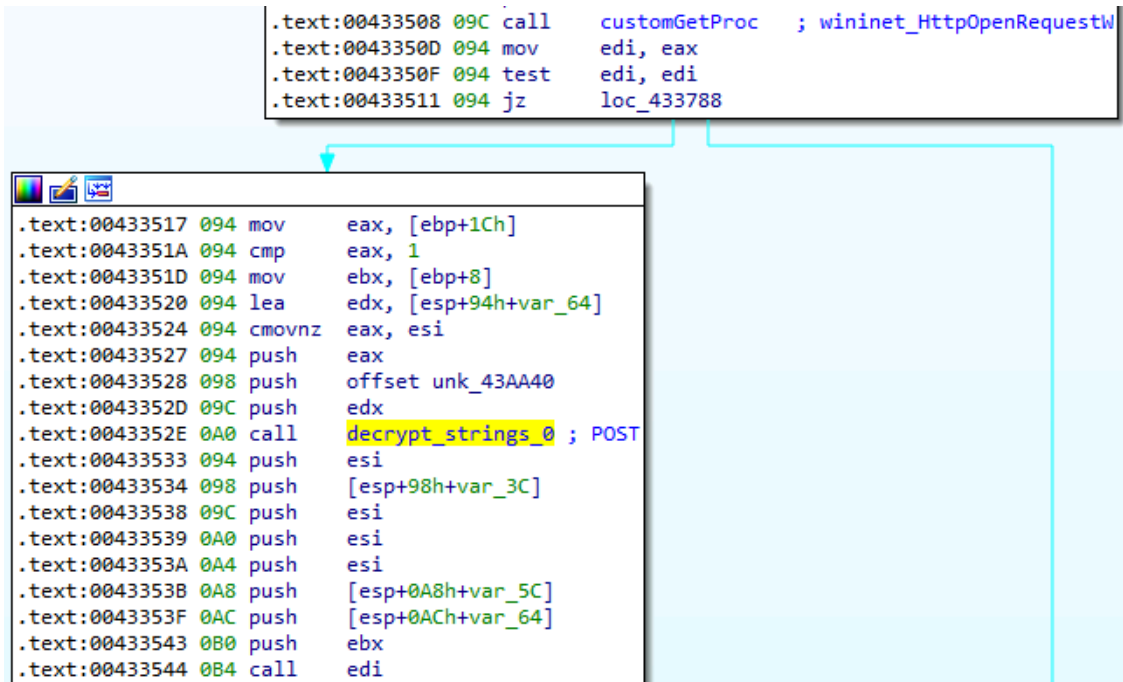 .text:00433508 09C call customGetProc ; wininet_HttpOpenRequestW
.text:0043350D 094 mov edi, eax
.text:0043350F 094 test edi, edi
.text:00433511 094 jz loc_433788
.text:00433517 094 mov eax, [ebp+1Ch]
.text:0043351A 094 cmp eax, 1
.text:0043351D 094 mov ebx, [ebp+8]
.text:00433520 094 lea edx, [esp+94h+var_64]
.text:00433524 094 cmovnz eax, esi
.text:00433527 094 push eax
.text:00433528 098 push offset unk_43AA40
.text:0043352D 09C push edx
.text:0043352E 0A0 call decrypt_strings_0 ; POST
.text:00433533 094 push esi
.text:00433534 098 push [esp+98h+var_3C]
.text:00433538 09C push esi
.text:00433539 0A0 push esi
.text:0043353A 0A4 push esi
.text:0043353B 0A8 push [esp+0A8h+var_5C]
.text:0043353F 0AC push [esp+0ACh+var_64]
.text:00433543 0B0 push ebx
.text:00433544 0B4 call edi